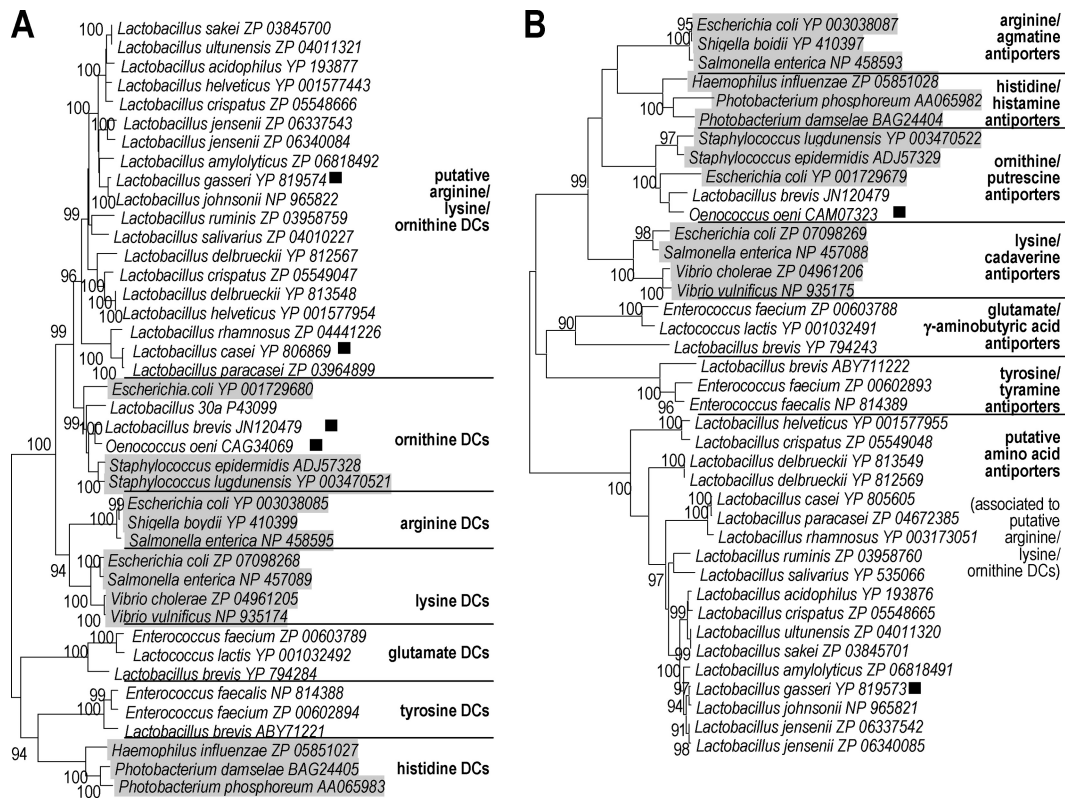 A
Lactobacillus sakei ZP 03845700
100
Lactobacillus ultunensis ZP 04011321
100
Lactobacillus acidophilus YP 193877
Lactobacillus helveticus YP 001577443
Lactobacillus crispatus ZP 05548666
100
Lactobacillus jensenii ZP 06337543
Lactobacillus jensenii ZP 06340084
Lactobacillus amylolyticus ZP 06818492
100
Lactobacillus gasseri YP 819574
Lactobacillus johnsonii NP 965822
99
Lactobacillus ruminis ZP 03958759
Lactobacillus salivarius ZP 04010227
Lactobacillus delbrueckii YP 812567
96
Lactobacillus crispatus ZP 05549047
100
Lactobacillus delbrueckii YP 813548
100
Lactobacillus helveticus YP 001577954
99
Lactobacillus rhamnosus ZP 04441226
Lactobacillus casei YP 806869
100
Lactobacillus paracasei ZP 03964899
putative
arginine/
lysine/
ornithine DCs
Escherichia.coli YP 001729680
Lactobacillus 30a P43099
99
Lactobacillus brevis JN120479
100
Oenococcus oeni CAG34069
Staphylococcus epidermidis ADJ57328
100
Staphylococcus lugdunensis YP 003470521
ornithine DCs
99
Escherichia coli YP 003038085
100
Shigella boydii YP 410399
Salmonella enterica NP 458595
arginine DCs
100
Escherichia coli ZP 07098268
94
Salmonella enterica NP 457089
100
Vibrio cholerae ZP 04961205
100
Vibrio vulnificus NP 935174
lysine DCs
100
Enterococcus faecium ZP 00603789
Lactococcus lactis YP 001032492
Lactobacillus brevis YP 794284
glutamate DCs
99
Enterococcus faecalis NP 814388
100
Enterococcus faecium ZP 00602894
Lactobacillus brevis ABY71221
tyrosine DCs
94
Haemophilus influenzae ZP 05851027
100
Photobacterium damselae BAG24405
100
Photobacterium phosphoreum AA065983
histidine DCs
B
95
Escherichia coli YP 003038087
100
Shigella boidii YP 410397
Salmonella enterica NP 458593
arginine/
agmatine
antiporters
Haemophilus influenzae ZP 05851028
100
Photobacterium phosphoreum AA065982
Photobacterium damselae BAG24404
histidine/
histamine
antiporters
97
Staphylococcus lugdunensis YP 003470522
Staphylococcus epidermidis ADJ57329
99
Escherichia coli YP 001729679
100
Lactobacillus brevis JN120479
Oenococcus oeni CAM07323
ornithine/
putrescine
antiporters
98
Escherichia coli ZP 07098269
Salmonella enterica NP 457088
100
Vibrio cholerae ZP 04961206
100
Vibrio vulnificus NP 935175
lysine/
cadaverine
antiporters
100
Enterococcus faecium ZP 00603788
90
Lactococcus lactis YP 001032491
Lactobacillus brevis YP 794243
glutamate/
γ-aminobutyric acid
antiporters
Lactobacillus brevis ABY711222
100
Enterococcus faecium ZP 00602893
96
Enterococcus faecalis NP 814389
tyrosine/
tyramine
antiporters
100
Lactobacillus helveticus YP 001577955
Lactobacillus crispatus ZP 05549048
100
Lactobacillus delbrueckii YP 813549
100
Lactobacillus delbrueckii YP 812569
100
Lactobacillus casei YP 805605
100
Lactobacillus paracasei ZP 04672385
Lactobacillus rhamnosus YP 003173051
97
Lactobacillus ruminis ZP 03958760
Lactobacillus salivarius YP 535066
Lactobacillus acidophilus YP 193876
99
Lactobacillus crispatus ZP 05548665
Lactobacillus ultunensis ZP 04011320
99
Lactobacillus sakei ZP 03845701
100
Lactobacillus amylolyticus ZP 06818491
97
Lactobacillus gasseri YP 819573
94
Lactobacillus johnsonii NP 965821
91
Lactobacillus jensenii ZP 06337542
98
Lactobacillus jensenii ZP 06340085
putative
amino acid
antiporters
(associated to
putative
arginine/
lysine/
ornithine DCs)